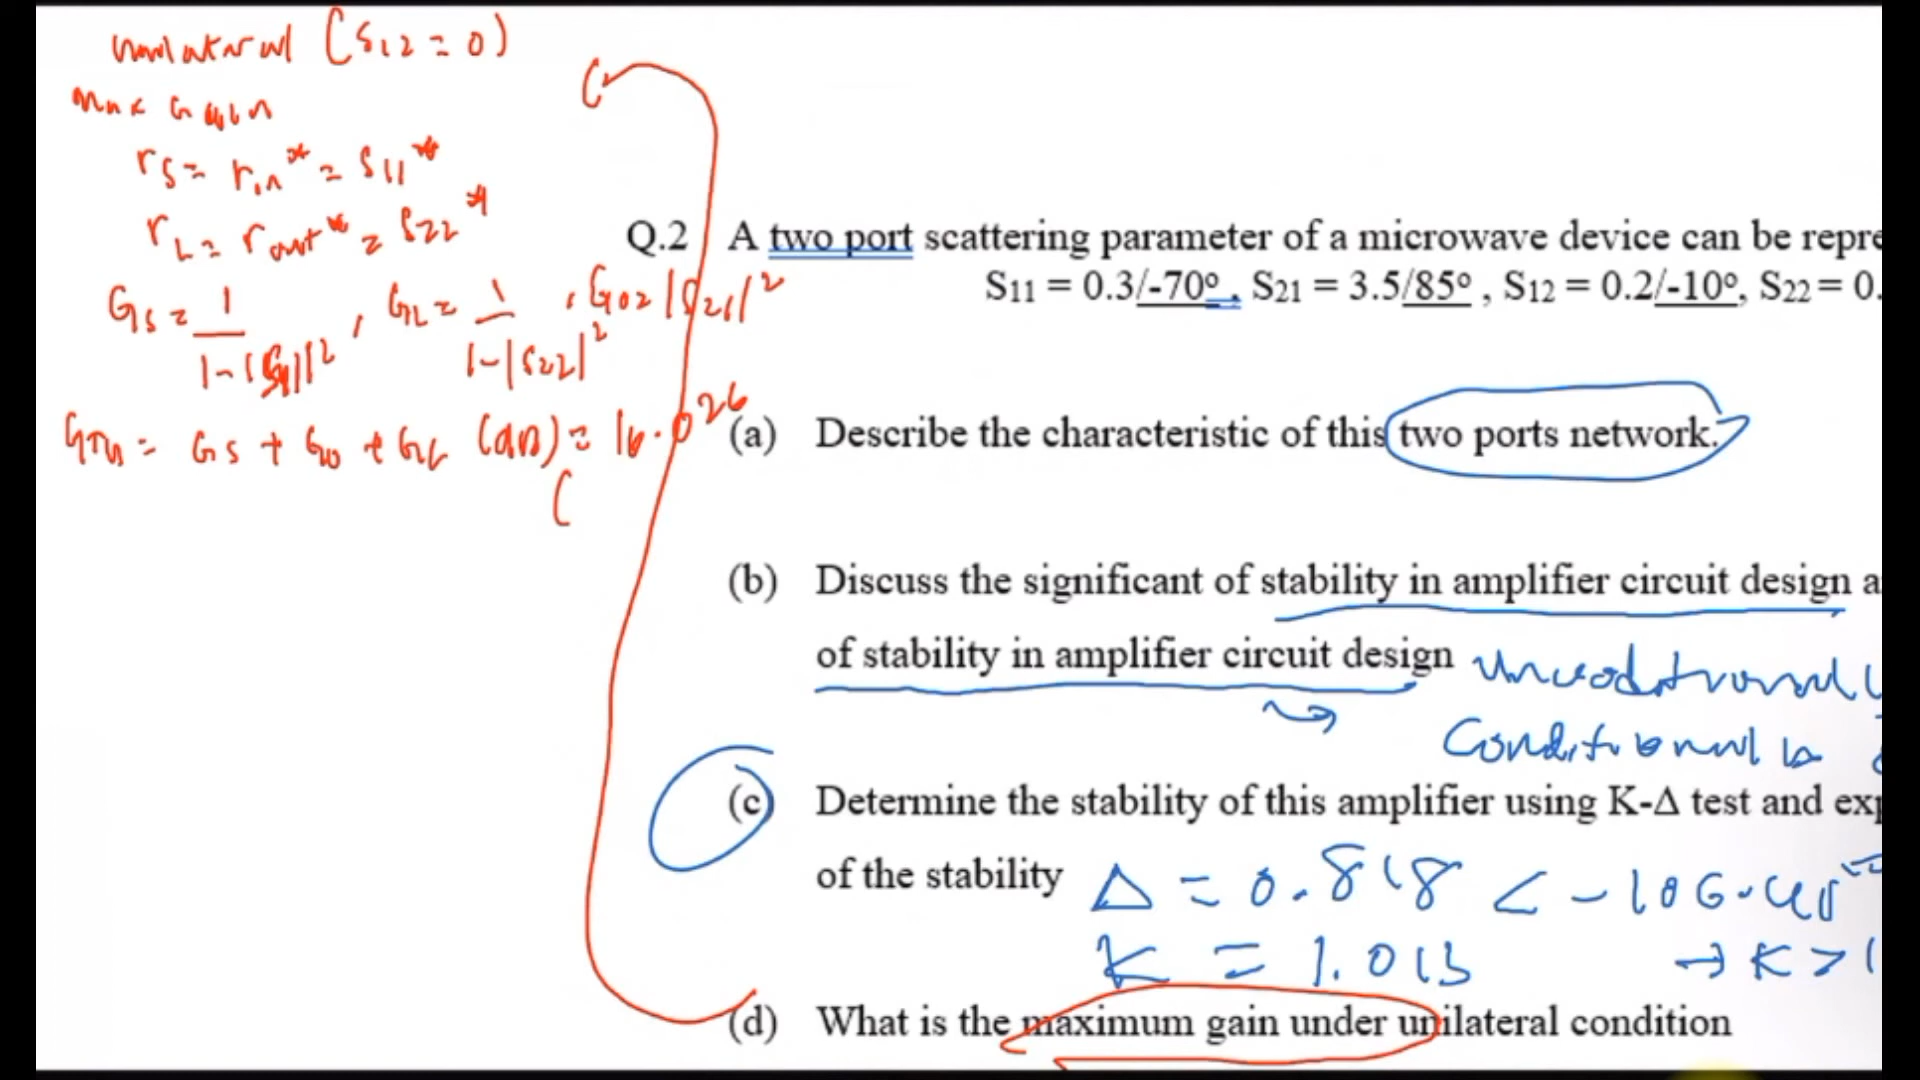 unilateral (S12 = 0)
max Gain
rs = rin* = S11*
rL = rout* = S22*
Gs = 1 / 1-|S11|², GL = 1 / 1-|S22|², G0 = |S21|²
GTU = Gs + G0 + GL (dB) = 16.026
Q.2 A two port scattering parameter of a microwave device can be repre
S11 = 0.3/-70º , S21 = 3.5/85º , S12 = 0.2/-10º, S22 = 0.
(a) Describe the characteristic of this two ports network.
(b) Discuss the significant of stability in amplifier circuit design a
of stability in amplifier circuit design
unconditionally
Conditional
(c) Determine the stability of this amplifier using K-Δ test and exp
of the stability
Δ = 0.818 < -106.
K = 1.013 → K > 1
(d) What is the maximum gain under unilateral condition